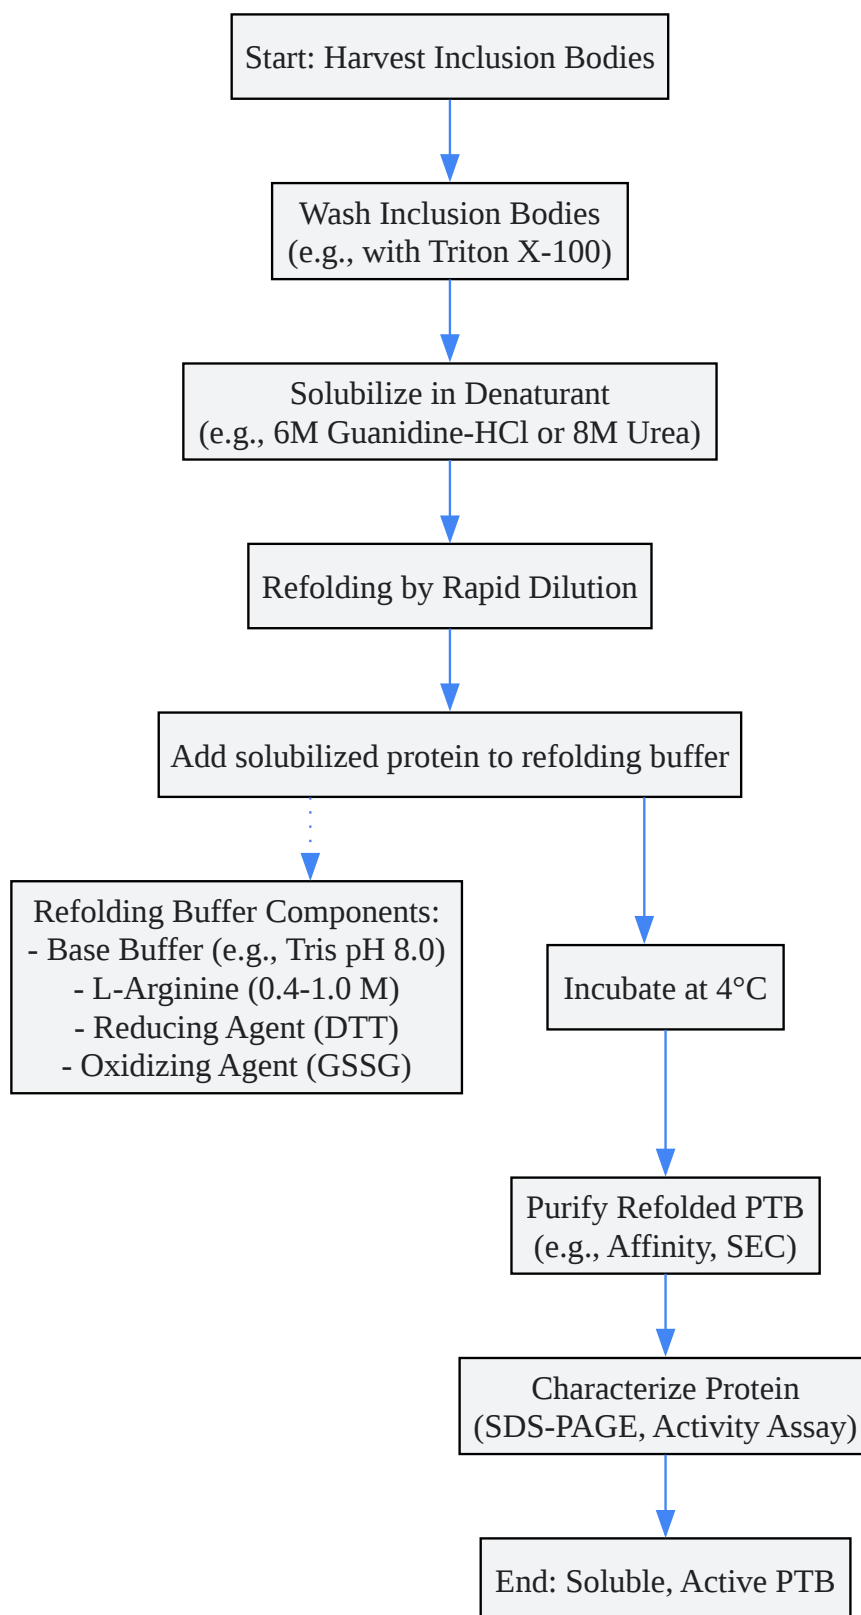 Start: Harvest Inclusion Bodies
Wash Inclusion Bodies
(e.g., with Triton X-100)
Solubilize in Denaturant
(e.g., 6M Guanidine-HCl or 8M Urea)
Refolding by Rapid Dilution
Add solubilized protein to refolding buffer
Refolding Buffer Components:
- Base Buffer (e.g., Tris pH 8.0)
- L-Arginine (0.4-1.0 M)
- Reducing Agent (DTT)
- Oxidizing Agent (GSSG)
Incubate at 4°C
Purify Refolded PTB
(e.g., Affinity, SEC)
Characterize Protein
(SDS-PAGE, Activity Assay)
End: Soluble, Active PTB